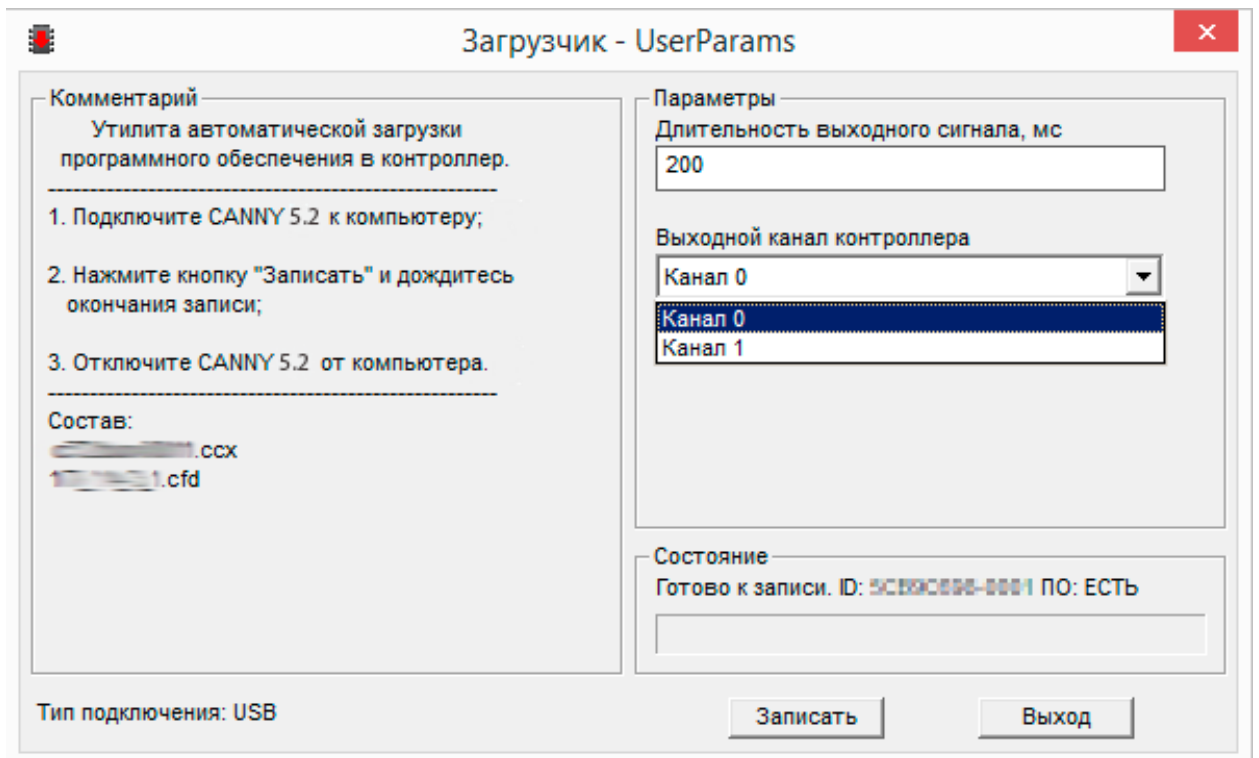 Загрузчик - UserParams
Комментарий
Утилита автоматической загрузки
программного обеспечения в контроллер.
1. Подключите CANNY 5.2 к компьютеру;
2. Нажмите кнопку "Записать" и дождитесь
окончания записи;
3. Отключите CANNY 5.2 от компьютера.
Состав:
.ccx
.cfd
Параметры
Длительность выходного сигнала, мс
200
Выходной канал контроллера
Канал 0
Канал 0
Канал 1
Состояние
Готово к записи. ID: ПО: ЕСТЬ
Тип подключения: USB
Записать
Выход